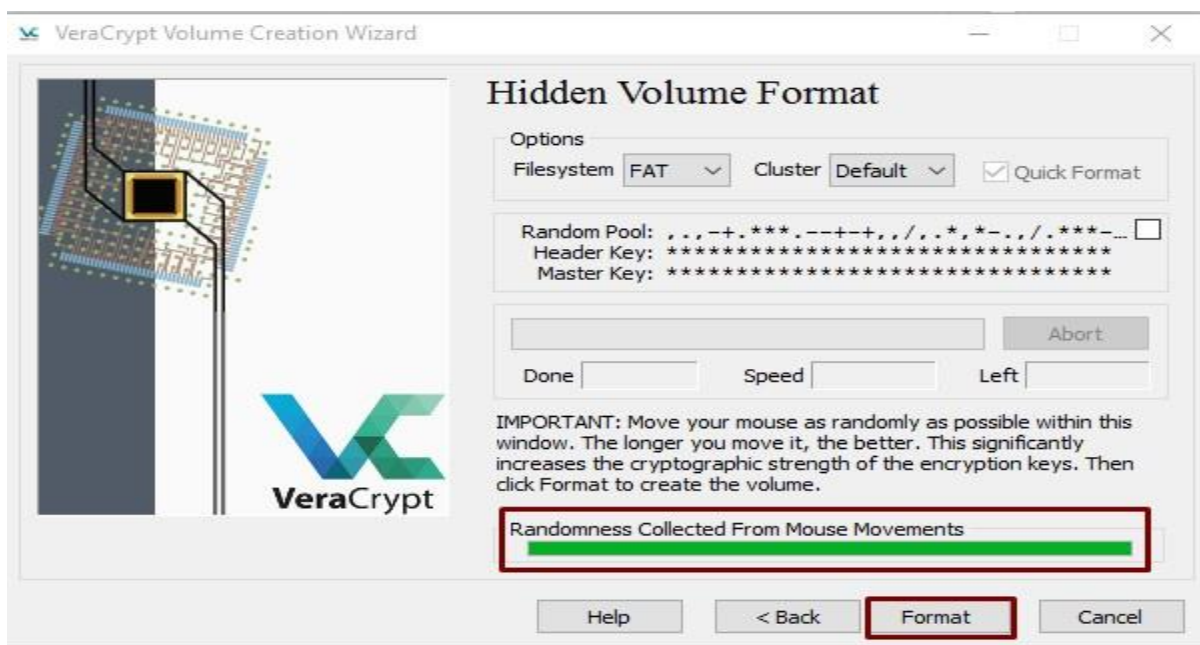 VeraCrypt Volume Creation Wizard
Hidden Volume Format
Options
Filesystem FAT Cluster Default Quick Format
Random Pool: ,.,-+.***.--+-+,,/,.*,*-.,/.***-...
Header Key: ********************************
Master Key: ********************************
Abort
Done Speed Left
IMPORTANT: Move your mouse as randomly as possible within this
window. The longer you move it, the better. This significantly
increases the cryptographic strength of the encryption keys. Then
click Format to create the volume.
VeraCrypt
Randomness Collected From Mouse Movements
Help < Back Format Cancel